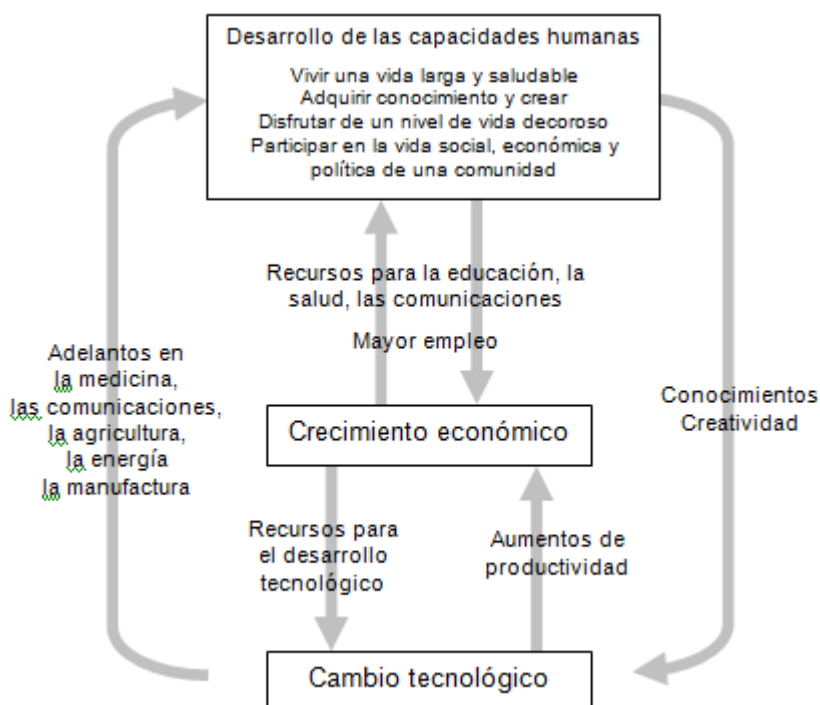 Desarrollo de las capacidades humanas
Vivir una vida larga y saludable
Adquirir conocimiento y crear
Disfrutar de un nivel de vida decoroso
Participar en la vida social, económica y
política de una comunidad
Recursos para la educación, la
salud, las comunicaciones
Mayor empleo
Adelantos en
la medicina,
las comunicaciones,
la agricultura,
la energía
la manufactura
Conocimientos
Creatividad
Crecimiento económico
Recursos para
el desarrollo
tecnológico
Aumentos de
productividad
Cambio tecnológico